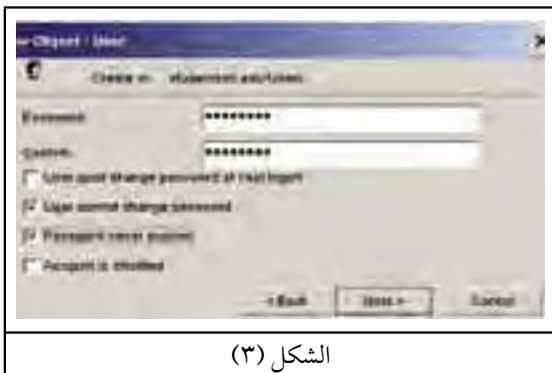 Object - User
Create in:
Password:
Confirm:
User must change password at next logon
User cannot change password
Password never expires
Account is disabled
< Back Next > Cancel
الشكل (٣)